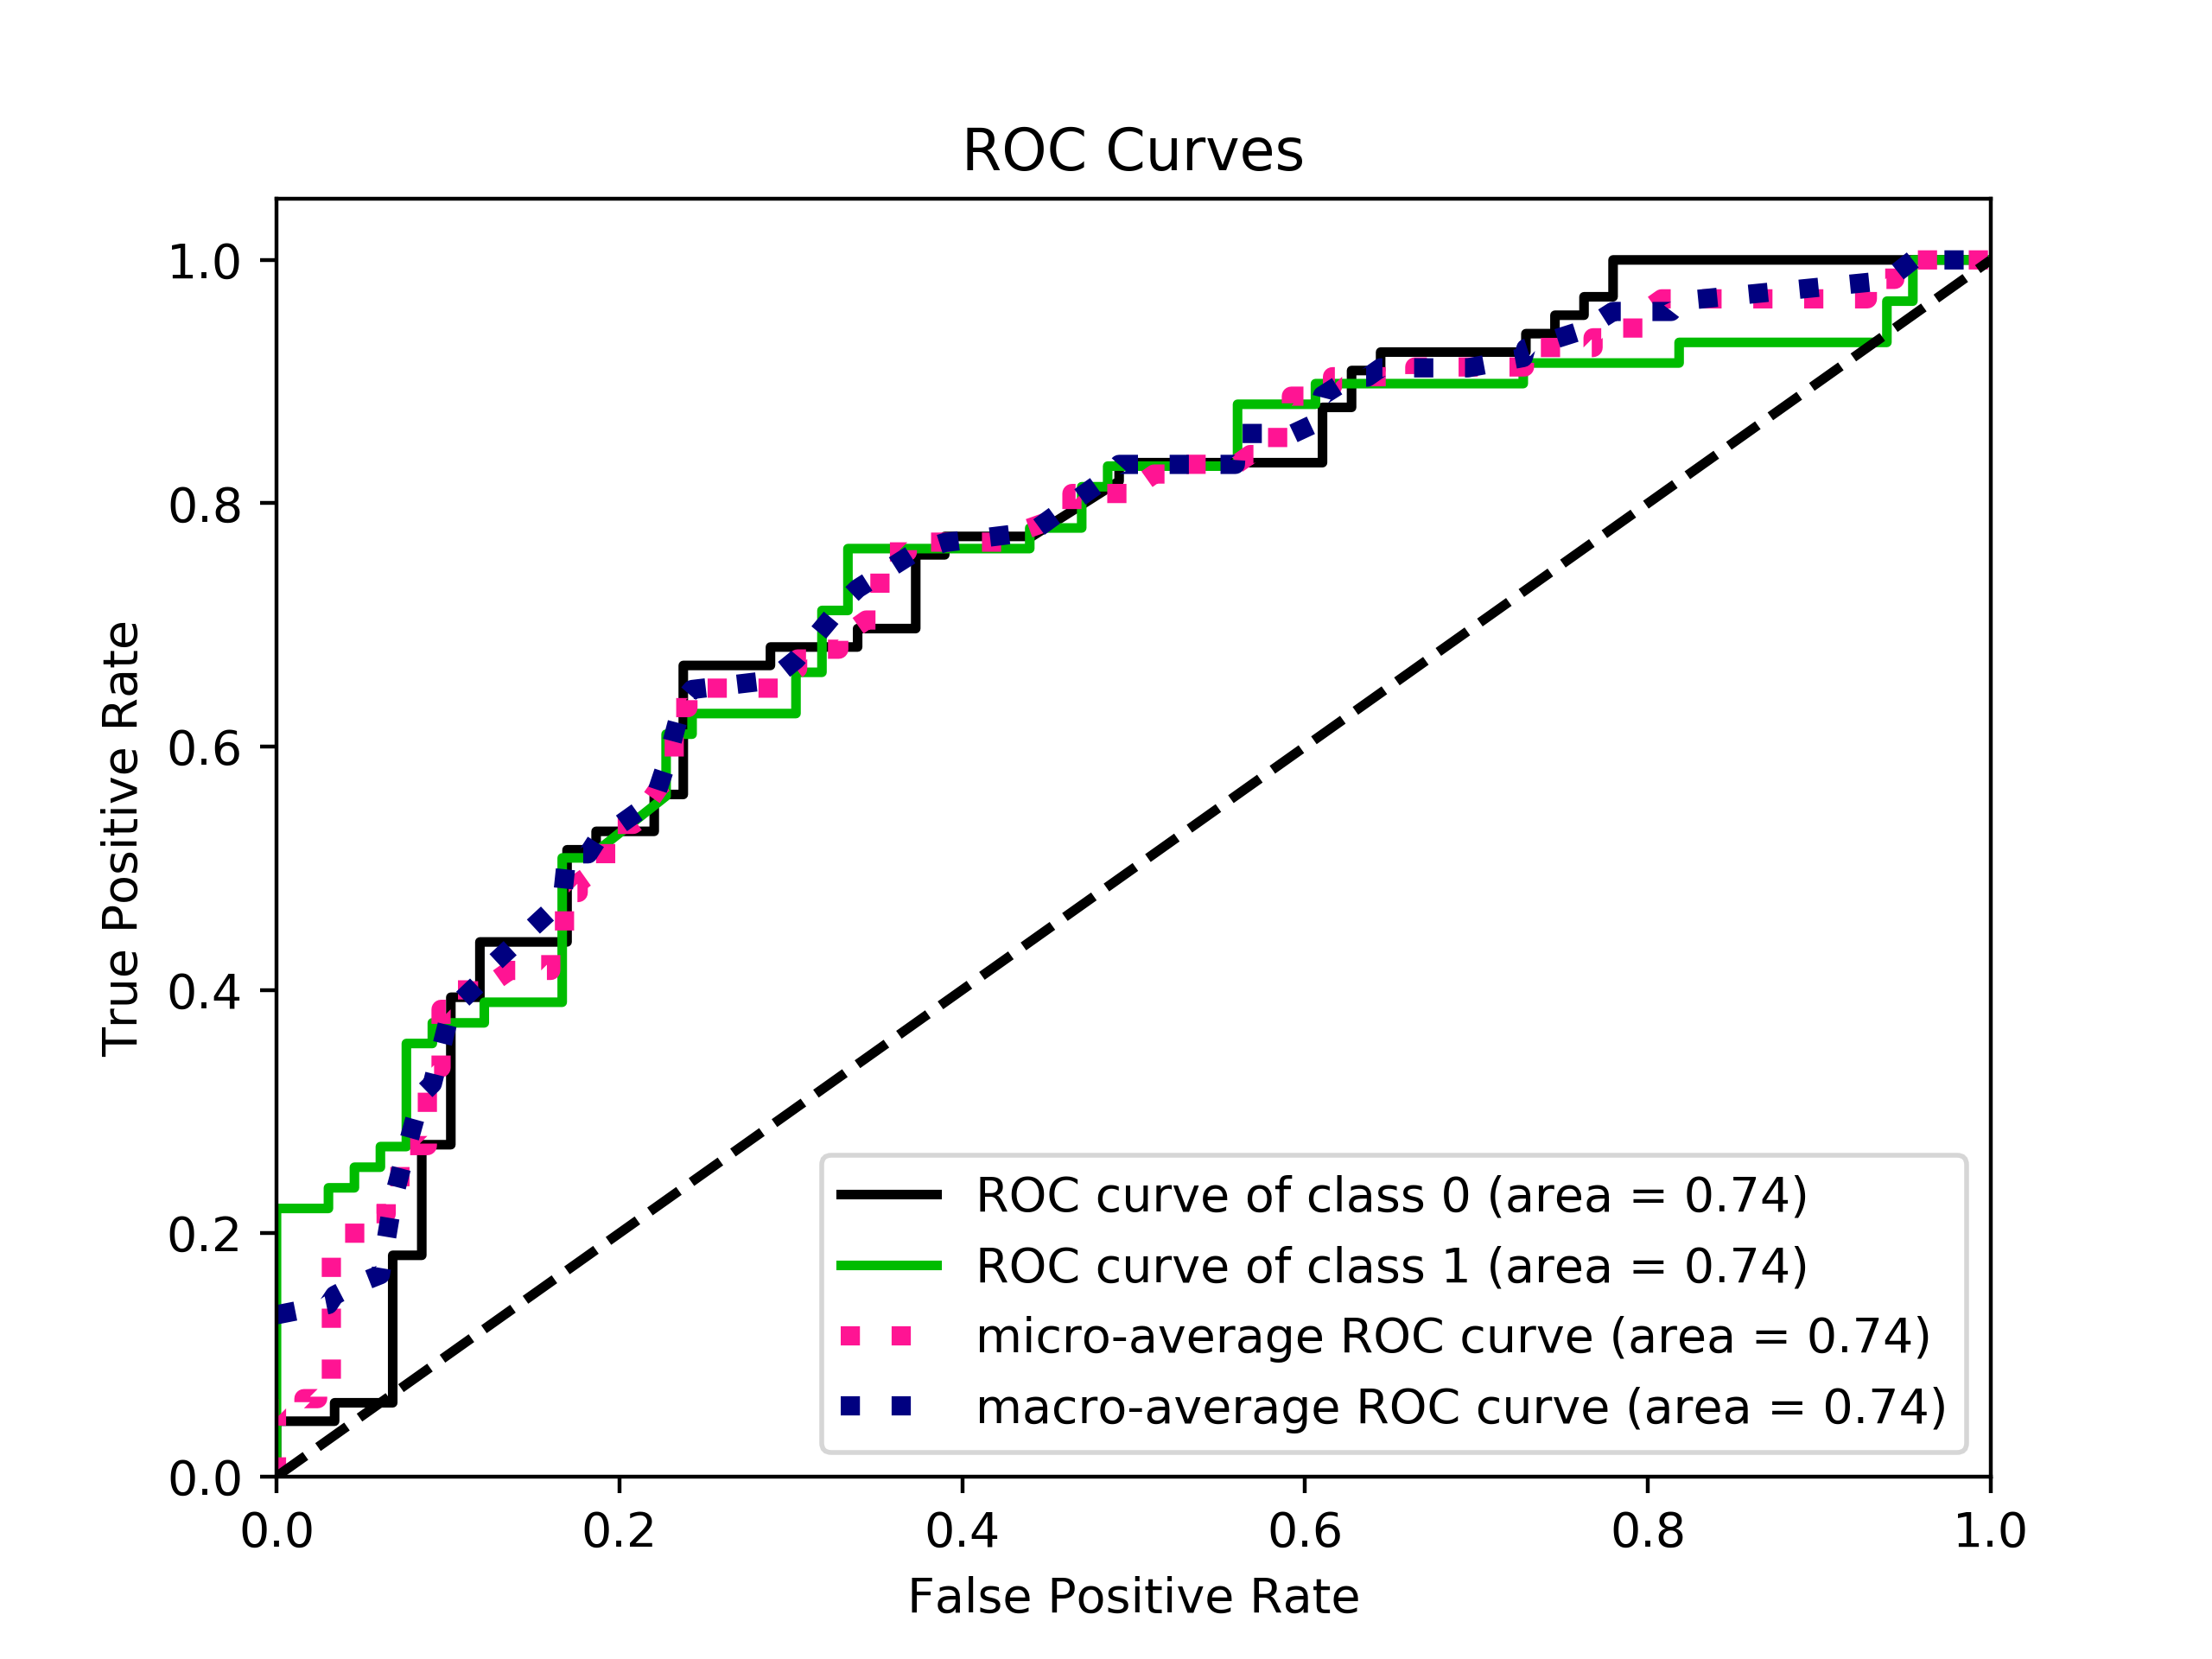 ROC Curves
True Positive Rate
1.0
0.8
0.6
0.4
0.2
0.0
ROC curve of class 0 (area = 0.74)
ROC curve of class 1 (area = 0.74)
micro-average ROC curve (area = 0.74)
macro-average ROC curve (area = 0.74)
0.0 0.2 0.4 0.6 0.8 1.0
False Positive Rate